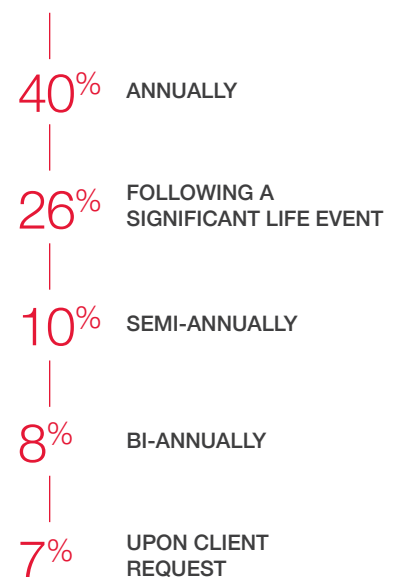 40% ANNUALLY
26% FOLLOWING A
SIGNIFICANT LIFE EVENT
10% SEMI-ANNUALLY
8% BI-ANNUALLY
7% UPON CLIENT
REQUEST